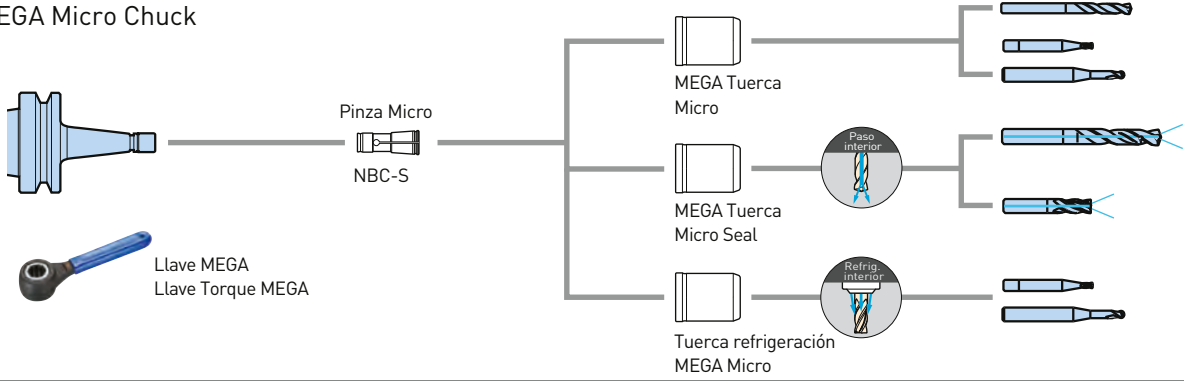 EGA Micro Chuck
Pinza Micro
NBC-S
Llave MEGA
Llave Torque MEGA
MEGA Tuerca
Micro
Paso
interior
MEGA Tuerca
Micro Seal
Refrig.
interior
Tuerca refrigeración
MEGA Micro